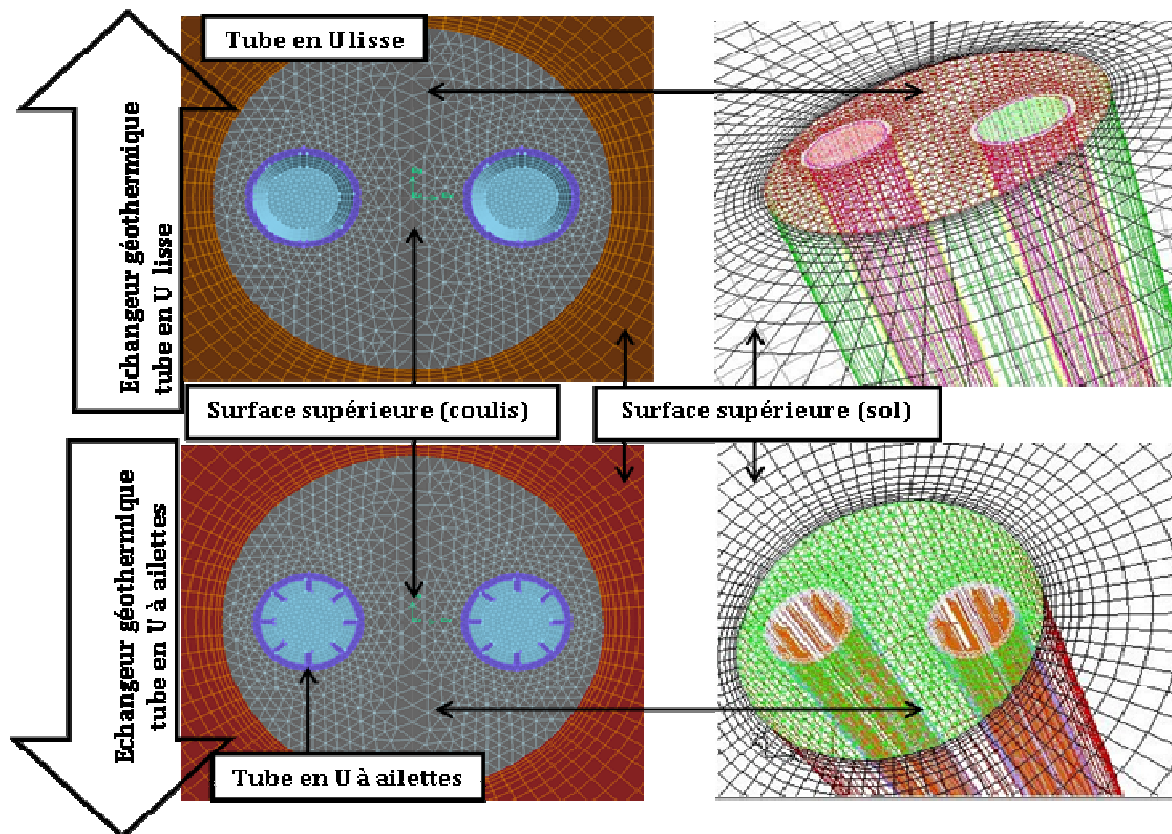 Tube en U lisse
Echangeur géothermique
tube en U lisse
Surface supérieure (coulis)
Surface supérieure (sol)
Echangeur géothermique
tube en U à ailettes
Tube en U à ailettes